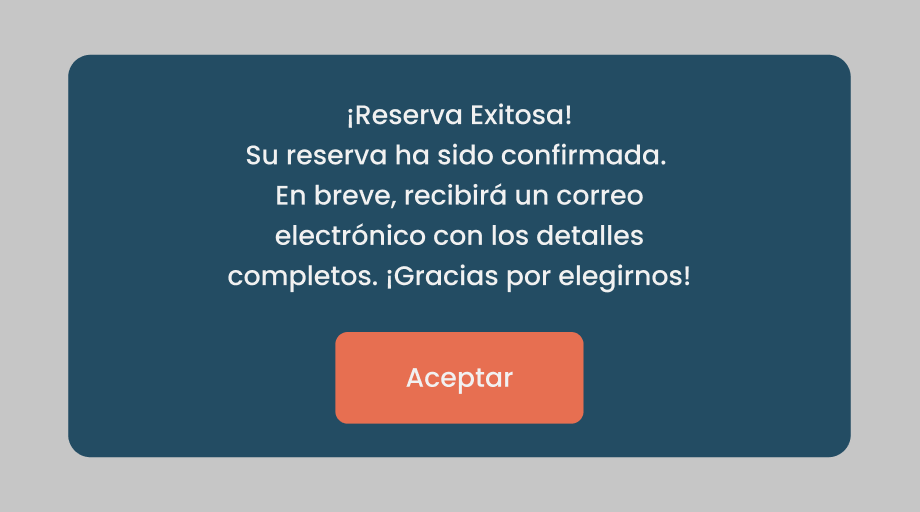 ¡Reserva Exitosa!
Su reserva ha sido confirmada.
En breve, recibirá un correo
electrónico con los detalles
completos. ¡Gracias por elegirnos!
Aceptar